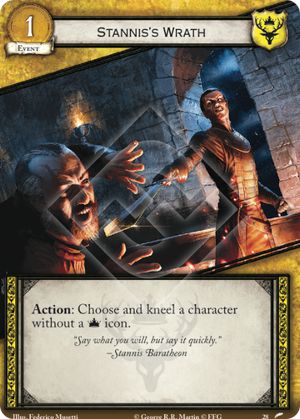 1
STANNIS'S WRATH
EVENT
Action: Choose and kneel a character
without a icon.
"Say what you will, but say it quickly."
–Stannis Baratheon
Illus. Federico Musetti © George R.R. Martin © FFG 28